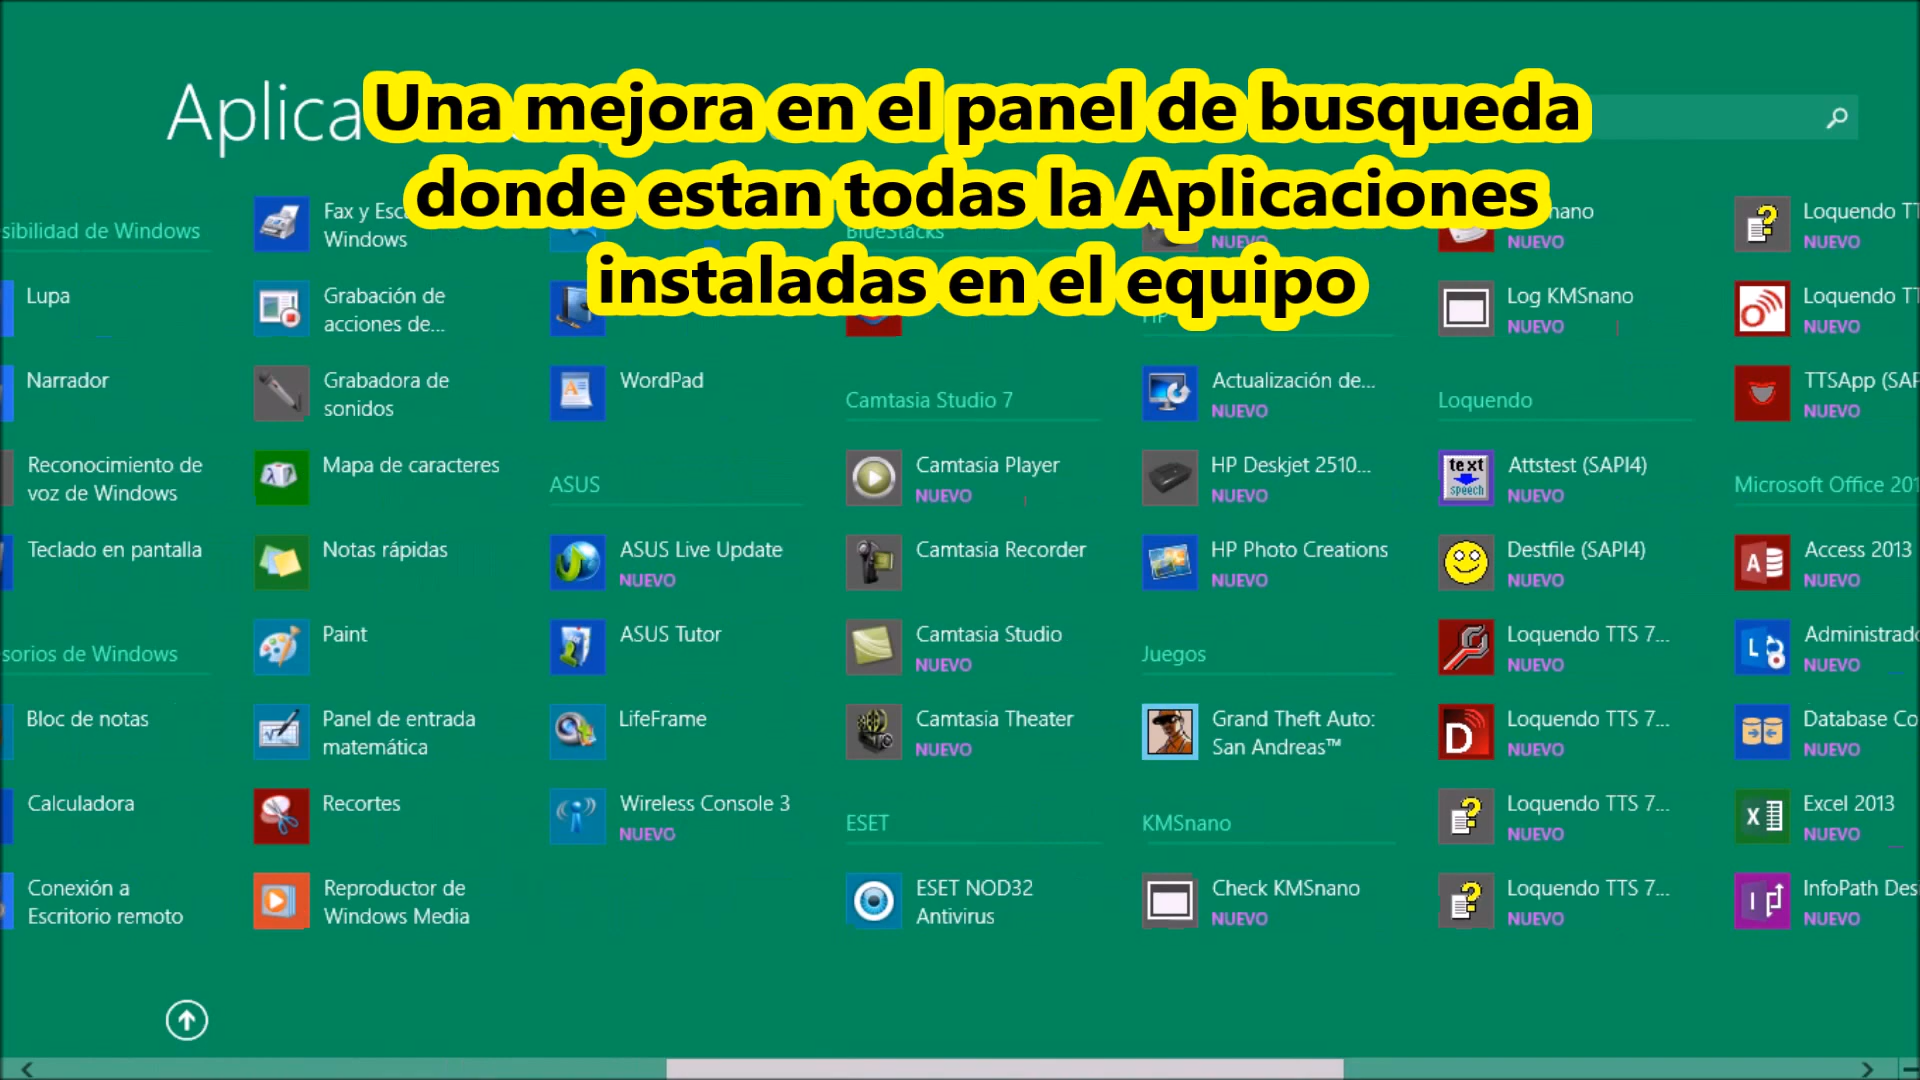 Aplica
Una mejora en el panel de busqueda
donde estan todas la Aplicaciones
instaladas en el equipo
sibilidad de Windows
Lupa
Narrador
Reconocimiento de
voz de Windows
Teclado en pantalla
sorios de Windows
Bloc de notas
Calculadora
Conexión a
Escritorio remoto
Fax y Esc
Windows
Grabación de
acciones de...
Grabadora de
sonidos
Mapa de caracteres
Notas rápidas
Paint
Panel de entrada
matemática
Recortes
Reproductor de
Windows Media
WordPad
ASUS
ASUS Live Update
NUEVO
ASUS Tutor
LifeFrame
Wireless Console 3
NUEVO
BlueStacks
Camtasia Studio 7
Camtasia Player
NUEVO
Camtasia Recorder
Camtasia Studio
NUEVO
Camtasia Theater
NUEVO
ESET
ESET NOD32
Antivirus
NUEVO
HP
Actualización de...
NUEVO
HP Deskjet 2510...
NUEVO
HP Photo Creations
NUEVO
Juegos
Grand Theft Auto:
San Andreas™
KMSnano
Check KMSnano
NUEVO
nano
NUEVO
Log KMSnano
NUEVO
Loquendo
text
speech
Attstest (SAPI4)
NUEVO
Destfile (SAPI4)
NUEVO
Loquendo TTS 7...
NUEVO
Loquendo TTS 7...
NUEVO
Loquendo TTS 7...
NUEVO
Loquendo TTS 7...
NUEVO
Loquendo TT
NUEVO
Loquendo TT
NUEVO
TTSApp (SAP
NUEVO
Microsoft Office 201
Access 2013
NUEVO
Administrado
NUEVO
Database Co
NUEVO
Excel 2013
NUEVO
InfoPath Des
NUEVO